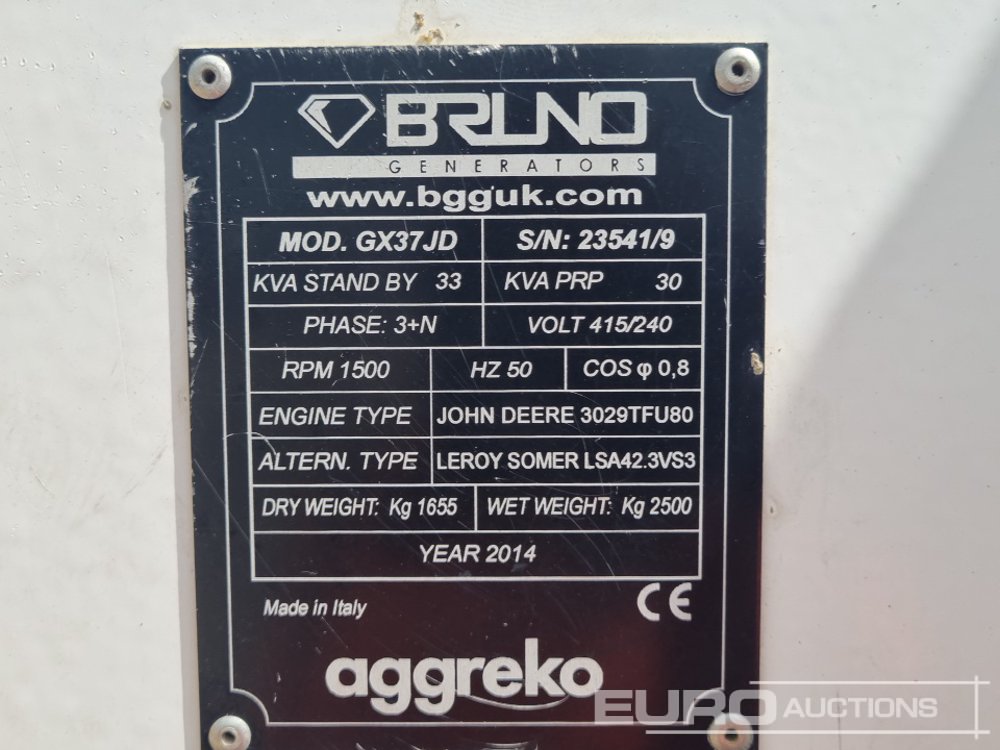 BRUNO
GENERATORS
www.bgguk.com
MOD. GX37JD S/N: 23541/9
KVA STAND BY 33 KVA PRP 30
PHASE: 3+N VOLT 415/240
RPM 1500 HZ 50 COS φ 0,8
ENGINE TYPE JOHN DEERE 3029TFU80
ALTERN. TYPE LEROY SOMER LSA42.3VS3
DRY WEIGHT: Kg 1655 WET WEIGHT: Kg 2500
YEAR 2014
Made in Italy CE
aggreko
EURO AUCTIONS